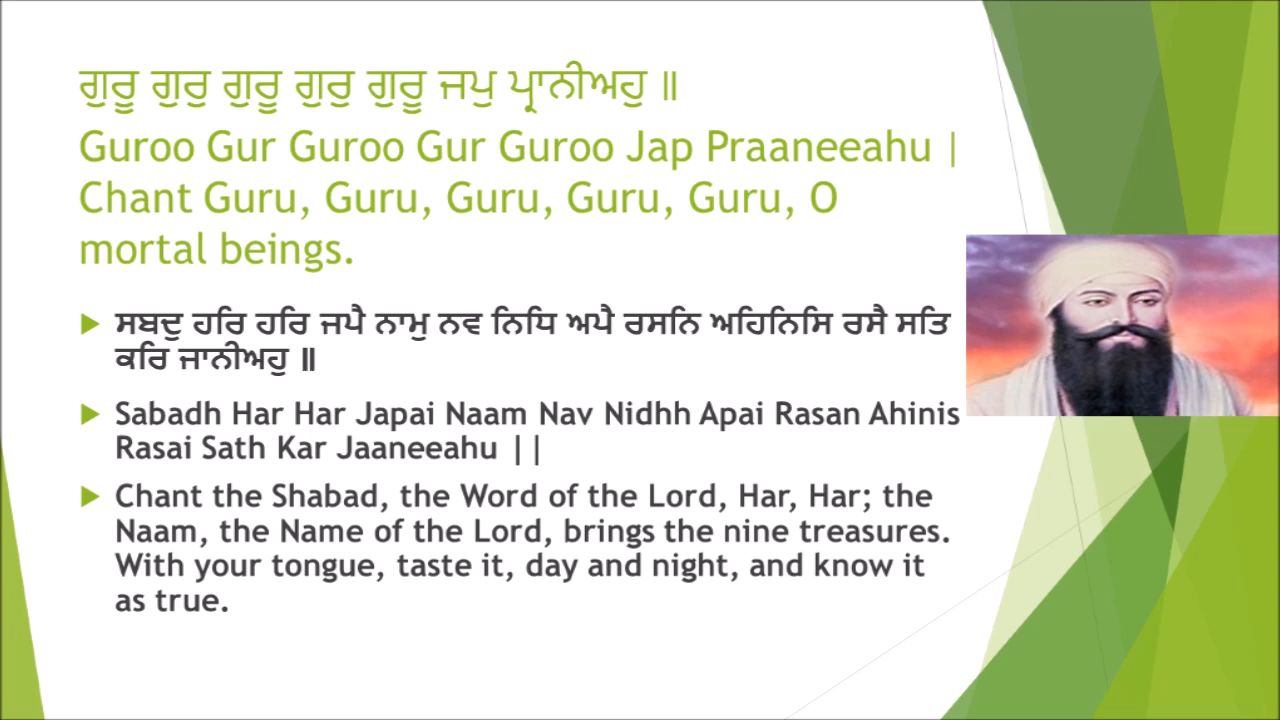 ਗੁਰੂ ਗੁਰੁ ਗੁਰੂ ਗੁਰੁ ਗੁਰੂ ਜਪੁ ਪ੍ਰਾਨੀਅਹੁ ॥
Guroo Gur Guroo Gur Guroo Jap Praaneeahu |
Chant Guru, Guru, Guru, Guru, Guru, O
mortal beings.
ਸਬਦੁ ਹਰਿ ਹਰਿ ਜਪੈ ਨਾਮੁ ਨਵ ਨਿਧਿ ਅਪੈ ਰਸਨਿ ਅਹਿਨਿਸਿ ਰਸੈ ਸਤਿ
ਕਰਿ ਜਾਨੀਅਹੁ ॥
Sabadh Har Har Japai Naam Nav Nidhh Apai Rasan Ahinis
Rasai Sath Kar Jaaneeahu ||
Chant the Shabad, the Word of the Lord, Har, Har; the
Naam, the Name of the Lord, brings the nine treasures.
With your tongue, taste it, day and night, and know it
as true.